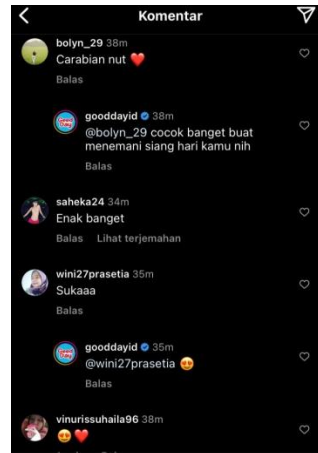 Komentar
bolyn_29 38m
Carabian nut ❤️
Balas
gooddayid 38m
@bolyn_29 cocok banget buat
menemani siang hari kamu nih
Balas
saheka24 34m
Enak banget
Balas Lihat terjemahan
wini27prasetia 35m
Sukaaa
Balas
gooddayid 35m
@wini27prasetia 😍
Balas
vinurissuhaila96 38m
😍❤️